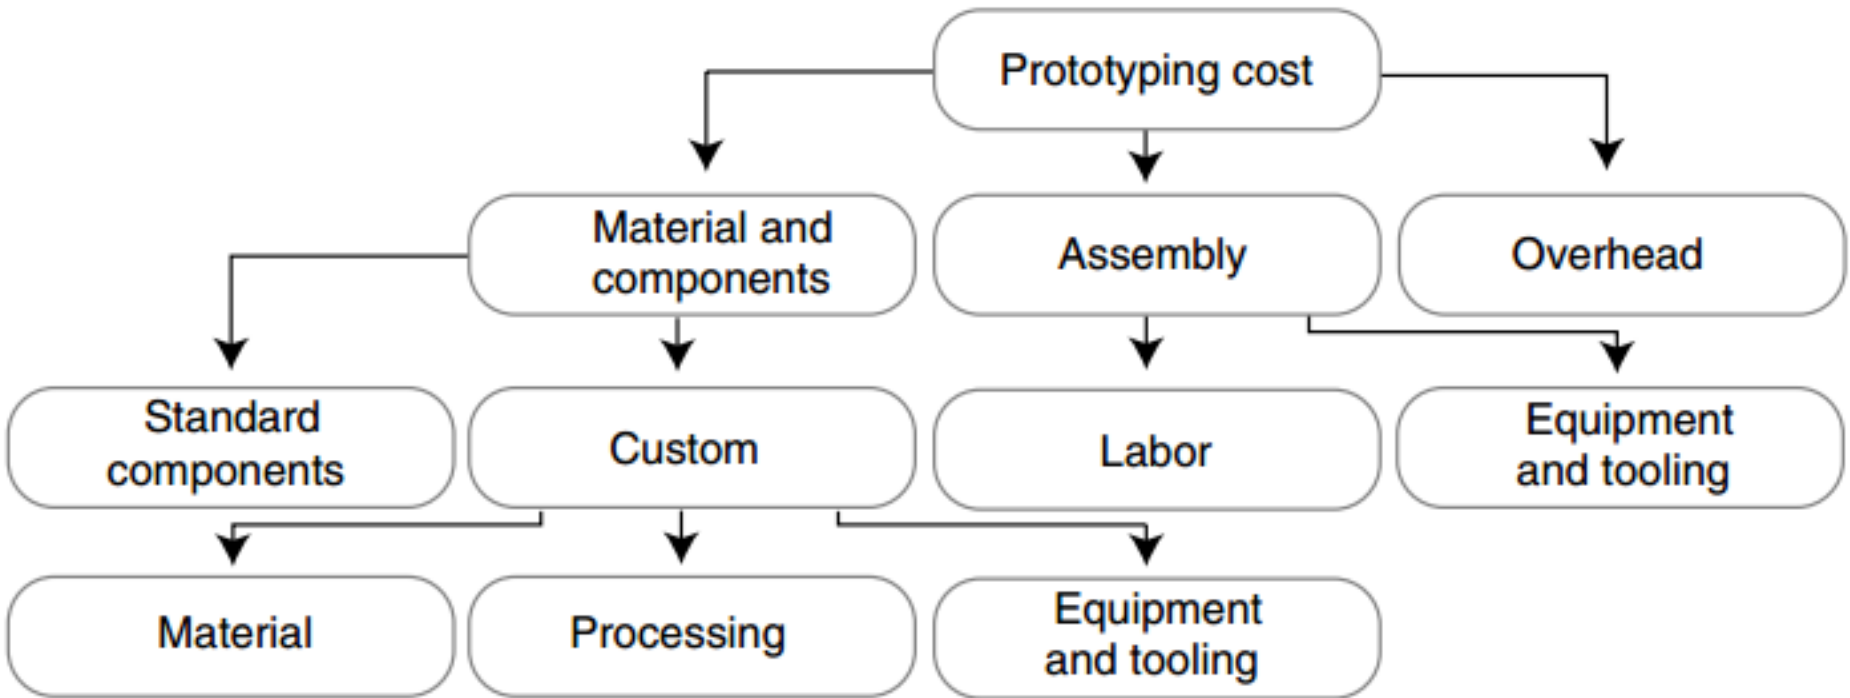 Prototyping cost
Material and
components
Assembly
Overhead
Standard
components
Custom
Labor
Equipment
and tooling
Material
Processing
Equipment
and tooling